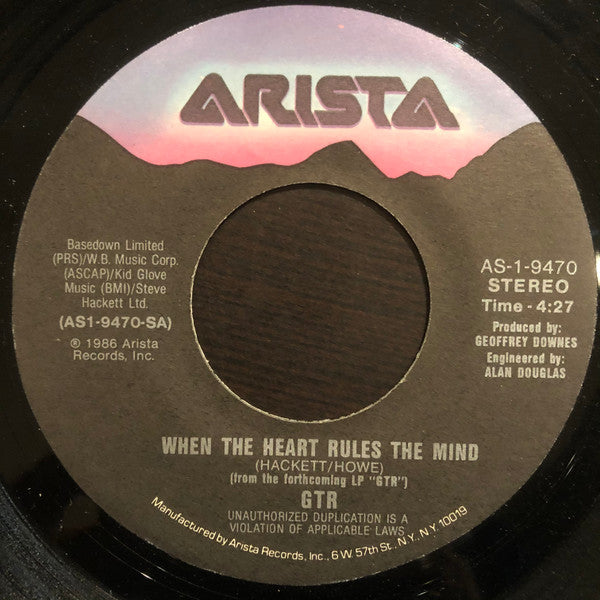 ARISTA
Basedown Limited
(PRS)/W.B. Music Corp.
(ASCAP)/Kid Glove
Music (BMI)/Steve
Hackett Ltd.
(AS1-9470-SA)
℗ 1986 Arista
Records, Inc.
AS-1-9470
STEREO
Time - 4:27
Produced by:
GEOFFREY DOWNES
Engineered by:
ALAN DOUGLAS
WHEN THE HEART RULES THE MIND
(HACKETT/HOWE)
(from the forthcoming LP "GTR")
GTR
UNAUTHORIZED DUPLICATION IS A
VIOLATION OF APPLICABLE LAWS
Manufactured by Arista Records, Inc., 6 W. 57th St., N.Y., N.Y. 10019